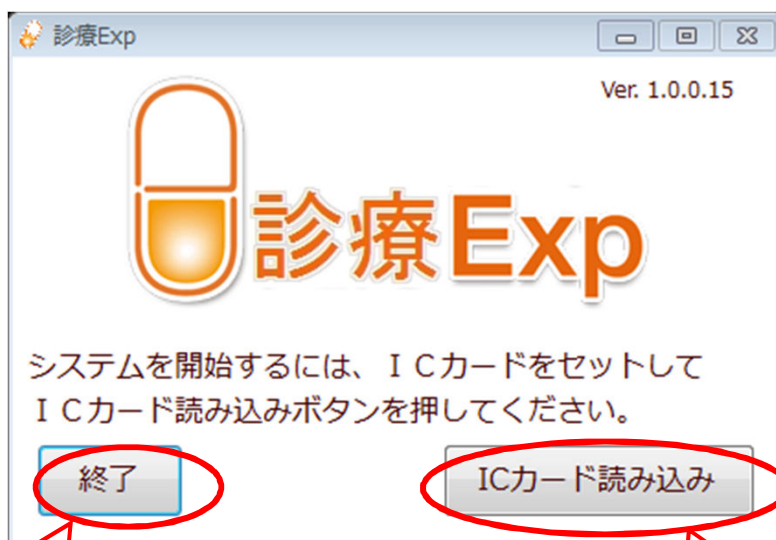 診療Exp
Ver. 1.0.0.15
診療Exp
システムを開始するには、ＩＣカードをセットして
ＩＣカード読み込みボタンを押してください。
終了
ICカード読み込み